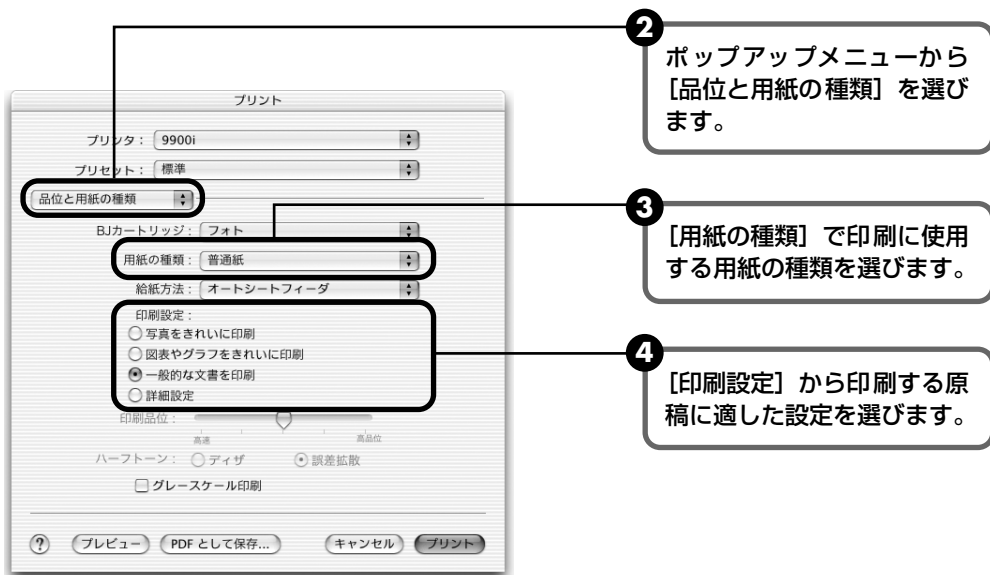 2
ポップアップメニューから
［品位と用紙の種類］を選び
ます。
プリント
プリンタ： 9900i
プリセット： 標準
品位と用紙の種類
3
［用紙の種類］で印刷に使用
する用紙の種類を選びます。
BJカートリッジ： フォト
用紙の種類： 普通紙
給紙方法： オートシートフィーダ
印刷設定：
写真をきれいに印刷
図表やグラフをきれいに印刷
一般的な文書を印刷
詳細設定
4
［印刷設定］から印刷する原
稿に適した設定を選びます。
印刷品位：
高速 高品位
ハーフトーン： ディザ 誤差拡散
グレースケール印刷
? プレビュー PDF として保存... キャンセル プリント